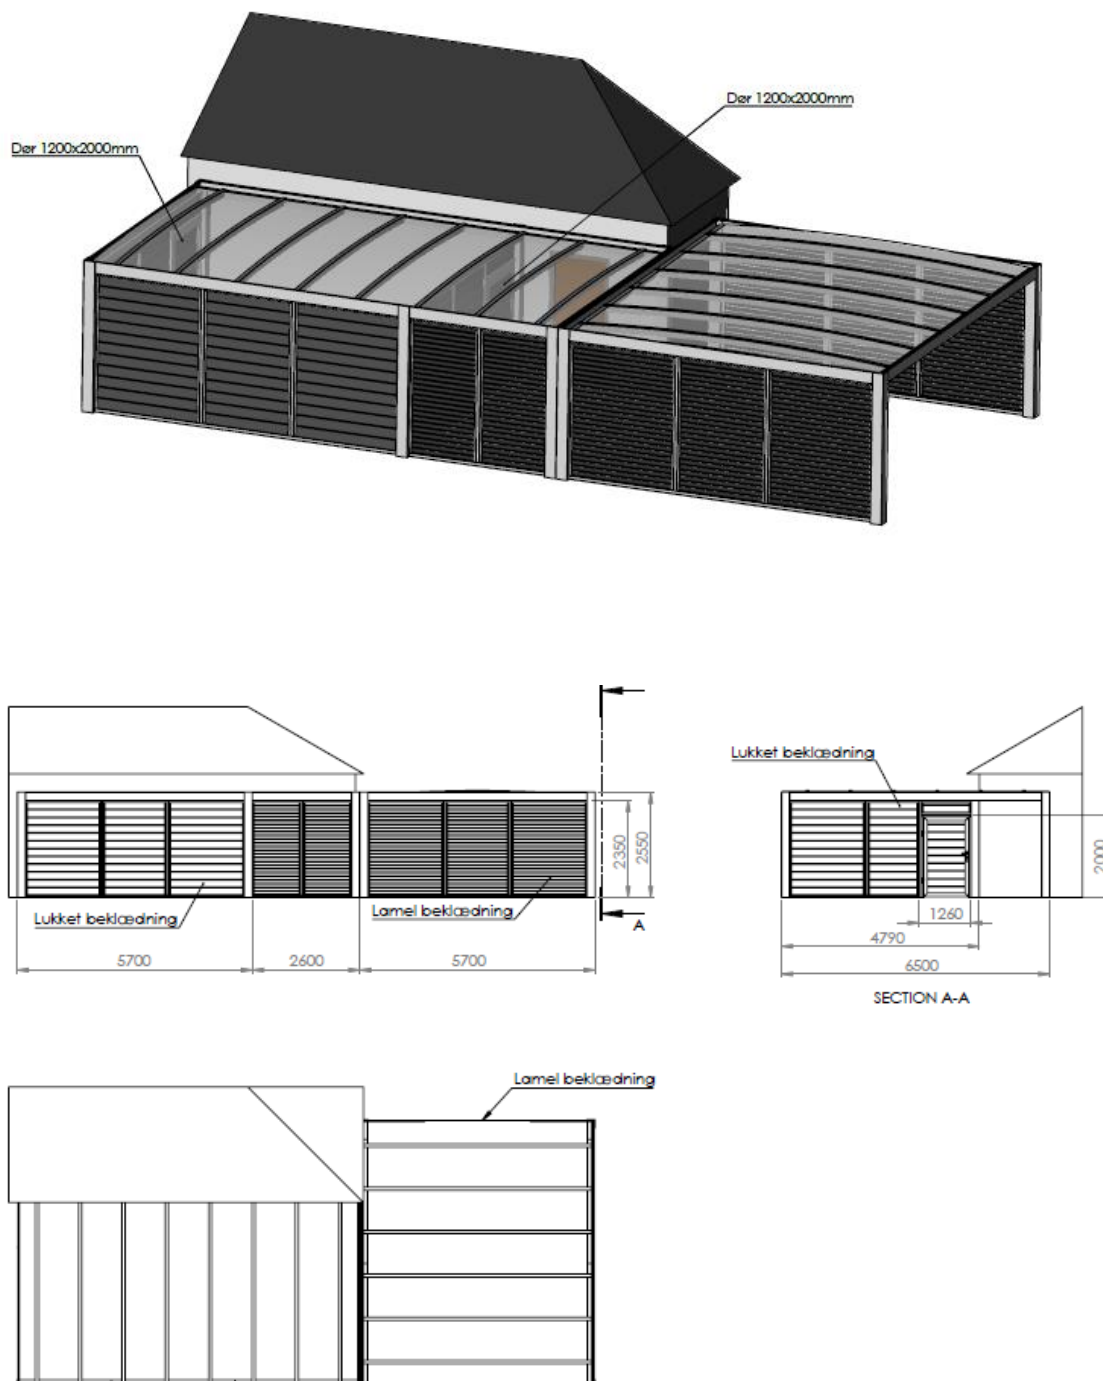 Dør 1200x2000mm
Dør 1200x2000mm
Lukket beklædning
Lamel beklædning
2350
2550
A
5700
2600
5700
Lukket beklædning
2000
1260
4790
6500
SECTION A-A
Lamel beklædning